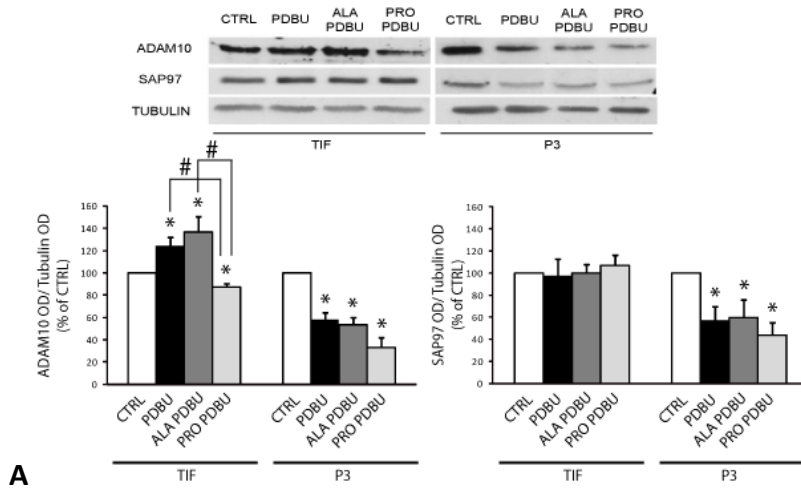 CTRL PDBU ALA PDBU PRO PDBU CTRL PDBU ALA PDBU PRO PDBU
ADAM10
SAP97
TUBULIN
TIF P3
# #
ADAM10 OD/Tubulin OD (% of CTRL)
160
140
120
100
80
60
40
20
0
* * * * * *
CTRL PDBU ALA PDBU PRO PDBU CTRL PDBU ALA PDBU PRO PDBU
TIF P3
SAP97 OD/Tubulin OD (% of CTRL)
160
140
120
100
80
60
40
20
0
* * *
CTRL PDBU ALA PDBU PRO PDBU CTRL PDBU ALA PDBU PRO PDBU
TIF P3
A